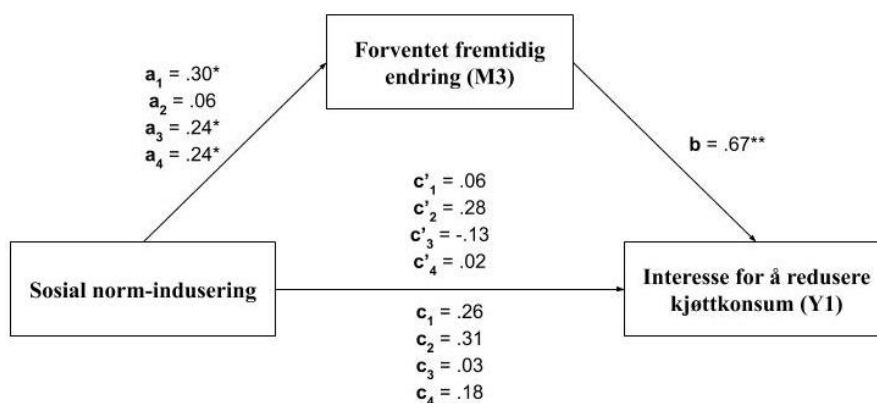 Forventet fremtidig
endring (M3)
a1 = .30*
a2 = .06
a3 = .24*
a4 = .24*
b = .67**
c'1 = .06
c'2 = .28
c'3 = -.13
c'4 = .02
Sosial norm-indusering
Interesse for å redusere
kjøttkonsum (Y1)
c1 = .26
c2 = .31
c3 = .03
c4 = .18